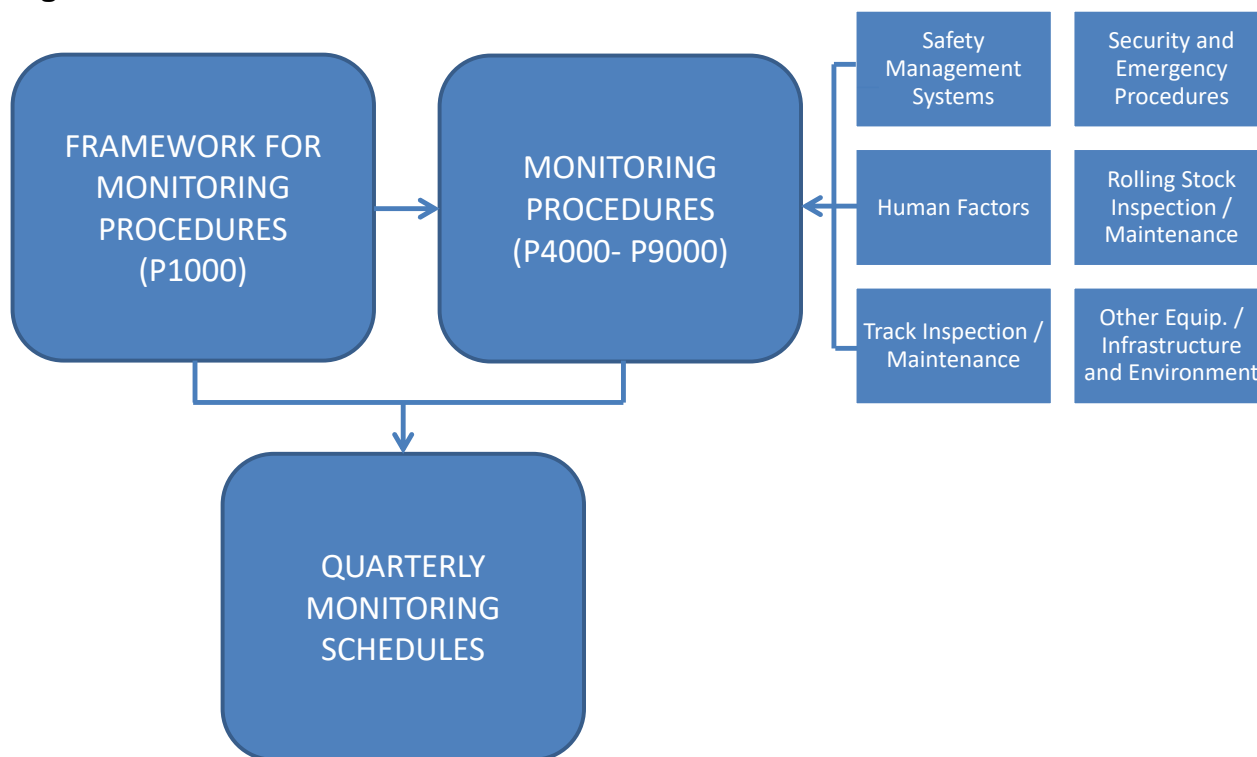 FRAMEWORK FOR
MONITORING
PROCEDURES
(P1000)
MONITORING
PROCEDURES
(P4000- P9000)
Safety
Management
Systems
Security and
Emergency
Procedures
Human Factors
Rolling Stock
Inspection /
Maintenance
Track Inspection /
Maintenance
Other Equip. /
Infrastructure
and Environment
QUARTERLY
MONITORING
SCHEDULES